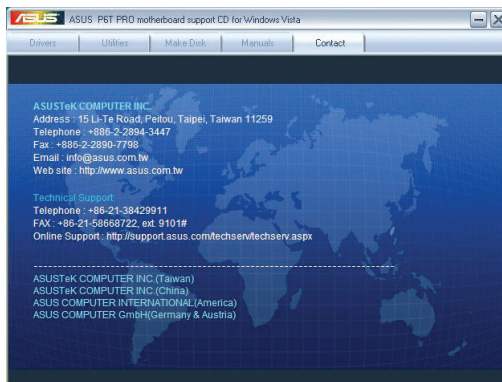 ASUS ASUS P6T PRO motherboard support CD for Windows Vista
Drivers Utilities Make Disk Manuals Contact
ASUSTeK COMPUTER INC.
Address : 15 Li-Te Road, Peitou, Taipei, Taiwan 11259
Telephone : +886-2-2894-3447
Fax : +886-2-2890-7798
Email : info@asus.com.tw
Web site : http://www.asus.com.tw
Technical Support
Telephone : +86-21-38429911
FAX : +86-21-58668722, ext. 9101#
Online Support : http://support.asus.com/techserv/techserv.aspx
ASUSTeK COMPUTER INC.(Taiwan)
ASUSTeK COMPUTER INC.(China)
ASUS COMPUTER INTERNATIONAL(America)
ASUS COMPUTER GmbH(Germany & Austria)